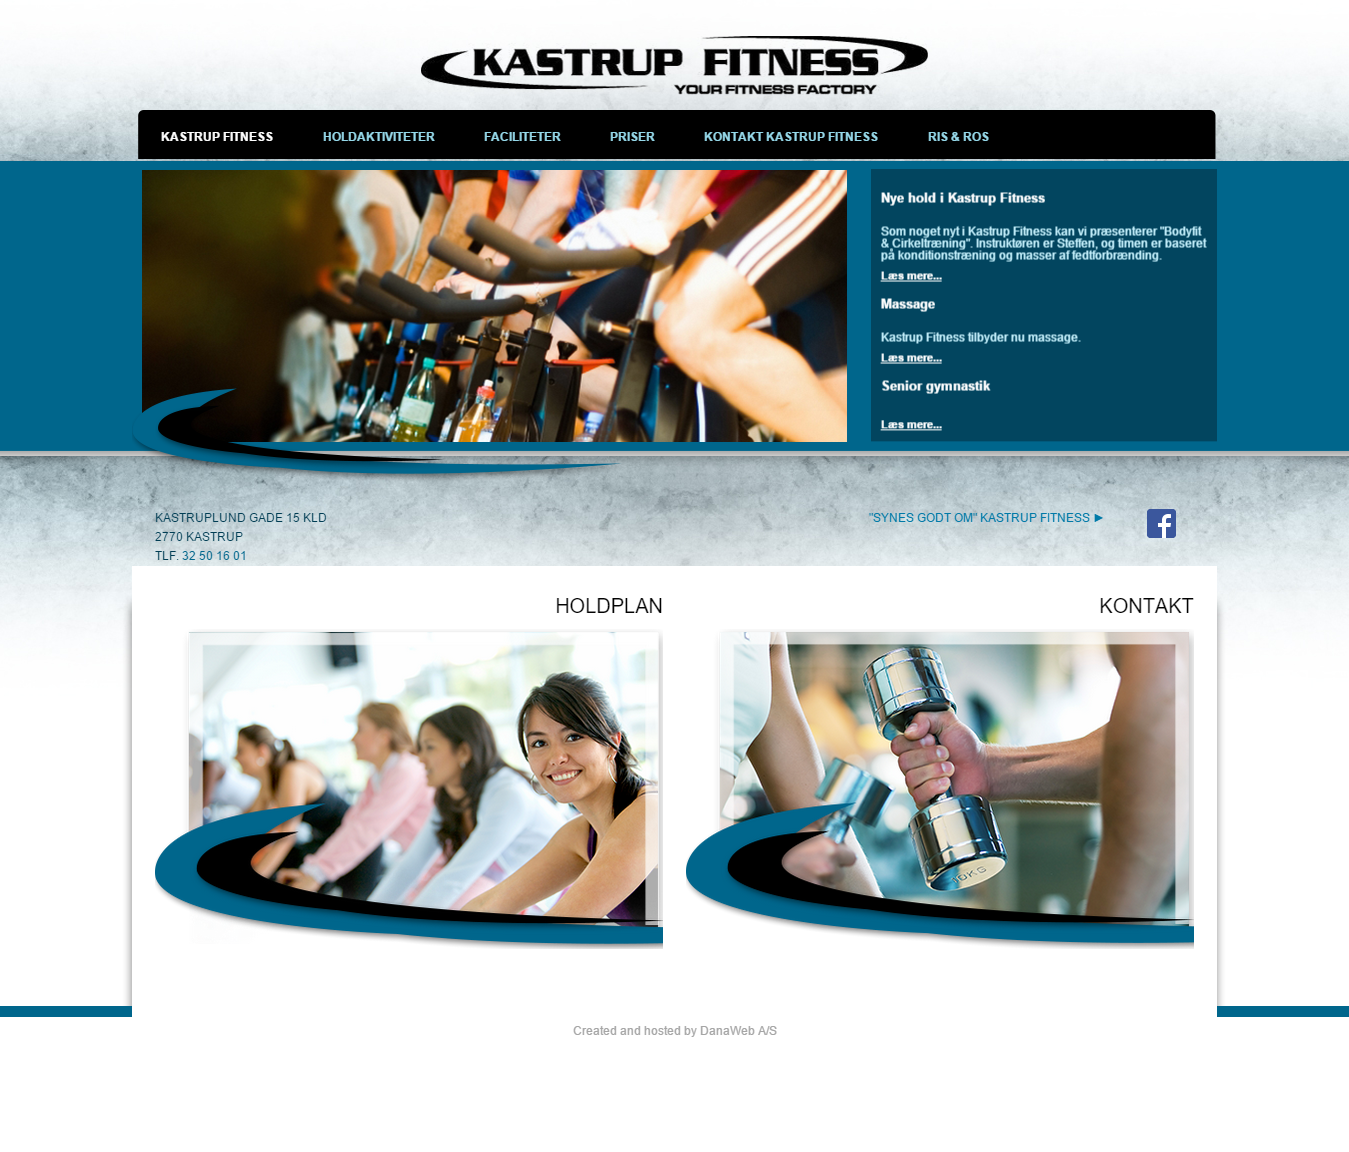 KASTRUP FITNESS
YOUR FITNESS FACTORY
KASTRUP FITNESS HOLDAKTIVITETER FACILITETER PRISER KONTAKT KASTRUP FITNESS RIS & ROS
Nye hold i Kastrup Fitness
Som noget nyt i Kastrup Fitness kan vi præsenterer "Bodyfit
& Cirkeltræning". Instruktøren er Steffen, og timen er baseret
på konditionstræning og masser af fedtforbrænding.
Læs mere...
Massage
Kastrup Fitness tilbyder nu massage.
Læs mere...
Senior gymnastik
Læs mere...
KASTRUPLUND GADE 15 KLD
2770 KASTRUP
TLF. 32 50 16 01
"SYNES GODT OM" KASTRUP FITNESS ►
HOLDPLAN
KONTAKT
10KG
Created and hosted by DanaWeb A/S